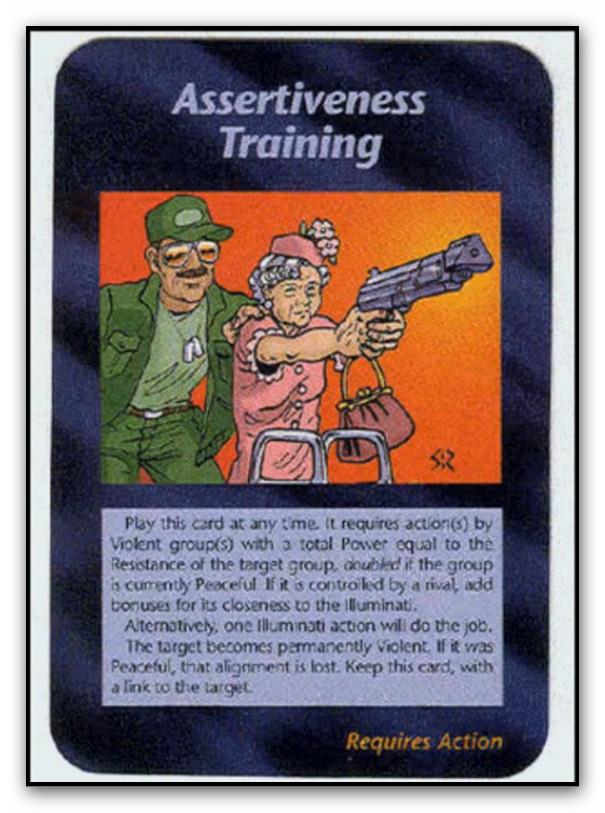 Assertiveness
Training
SR
Play this card at any time. It requires action(s) by
Violent group(s) with a total Power equal to the
Resistance of the target group, doubled if the group
is currently Peaceful. If it is controlled by a rival, add
bonuses for its closeness to the Illuminati.
Alternatively, one Illuminati action will do the job.
The target becomes permanently Violent. If it was
Peaceful, that alignment is lost. Keep this card, with
a link to the target.
Requires Action